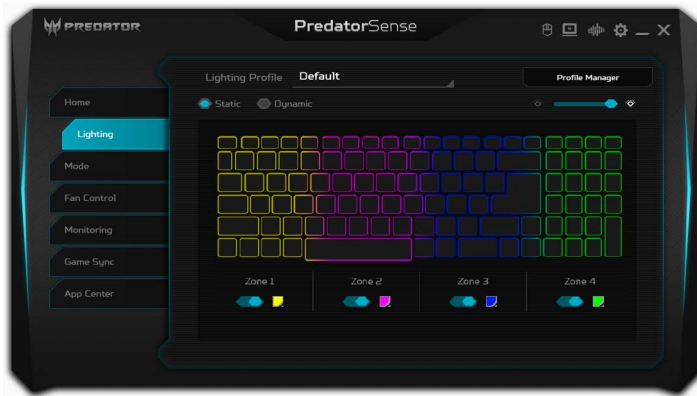 PREDATOR
PredatorSense
Lighting Profile Default
Profile Manager
Static Dynamic
Home
Lighting
Mode
Fan Control
Monitoring
Game Sync
App Center
Zone 1 Zone 2 Zone 3 Zone 4